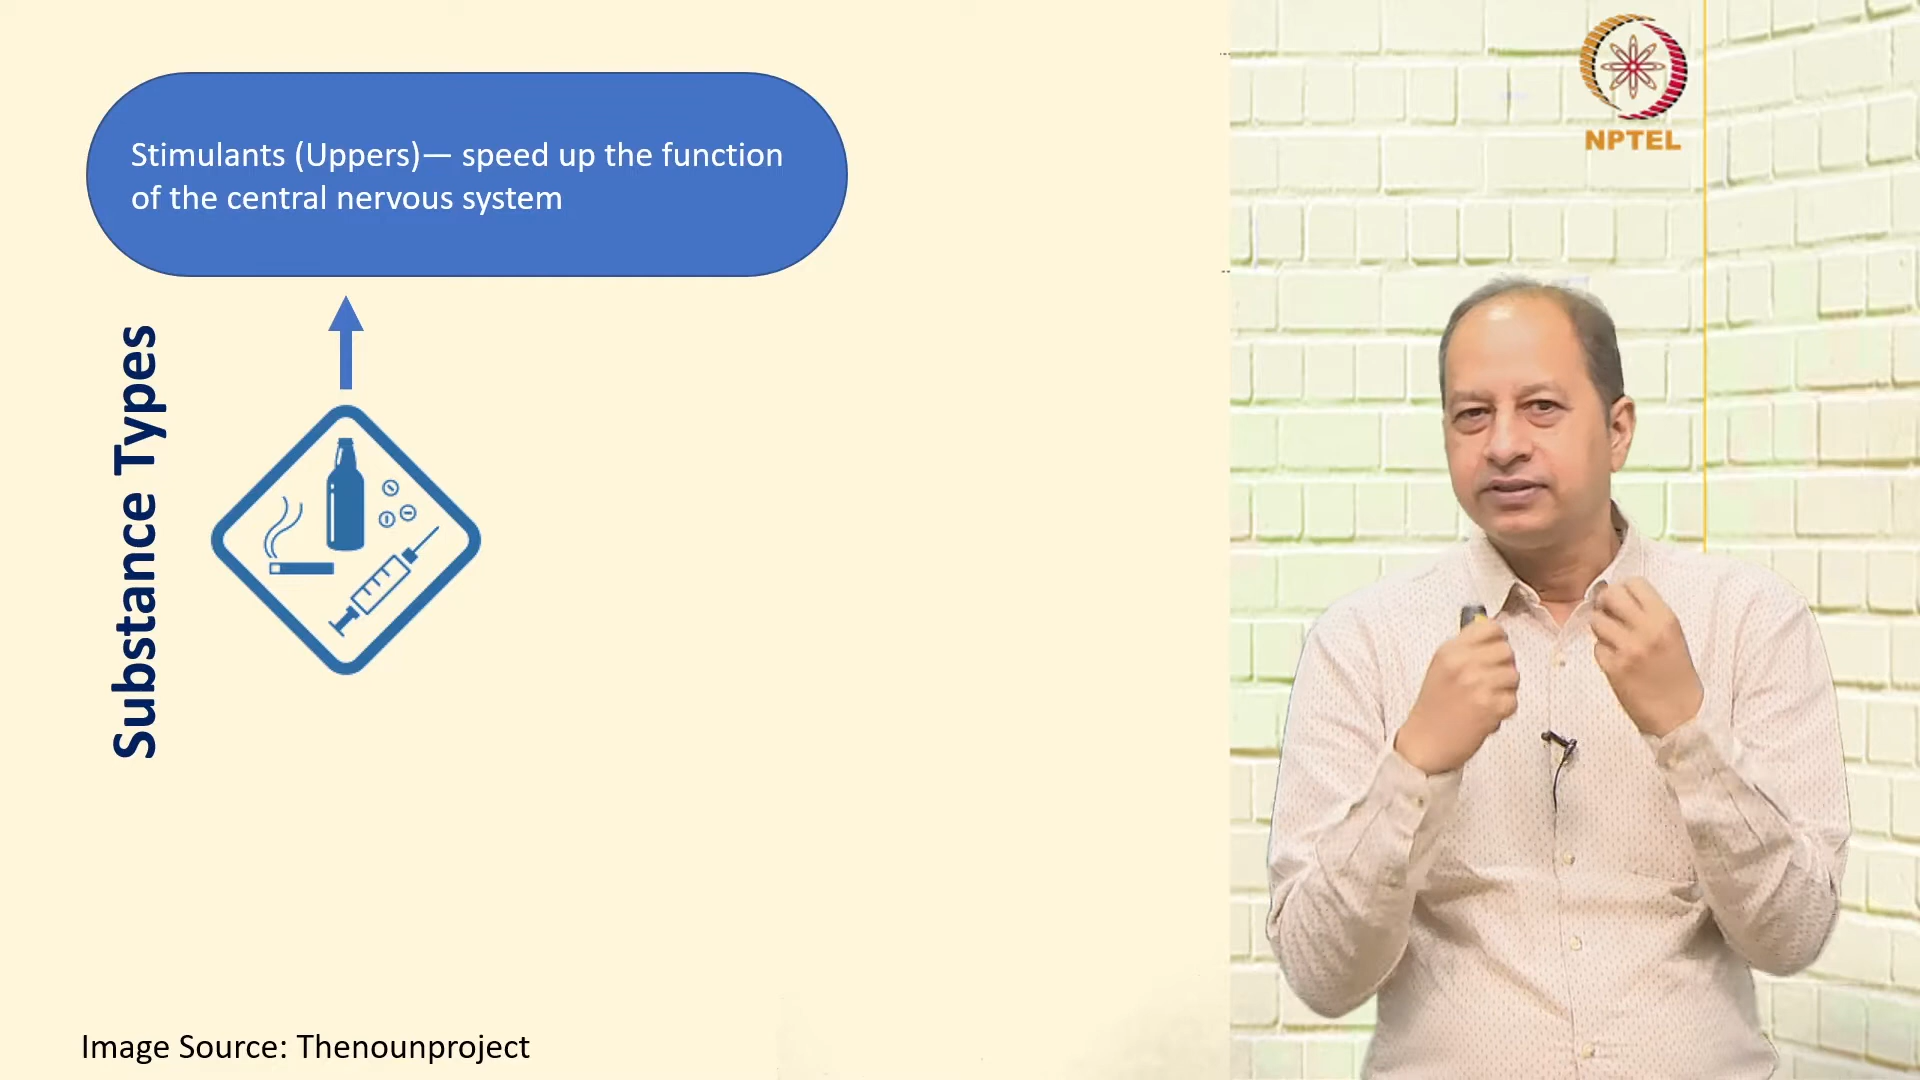 NPTEL
Stimulants (Uppers)— speed up the function
of the central nervous system
Substance Types
Image Source: Thenounproject